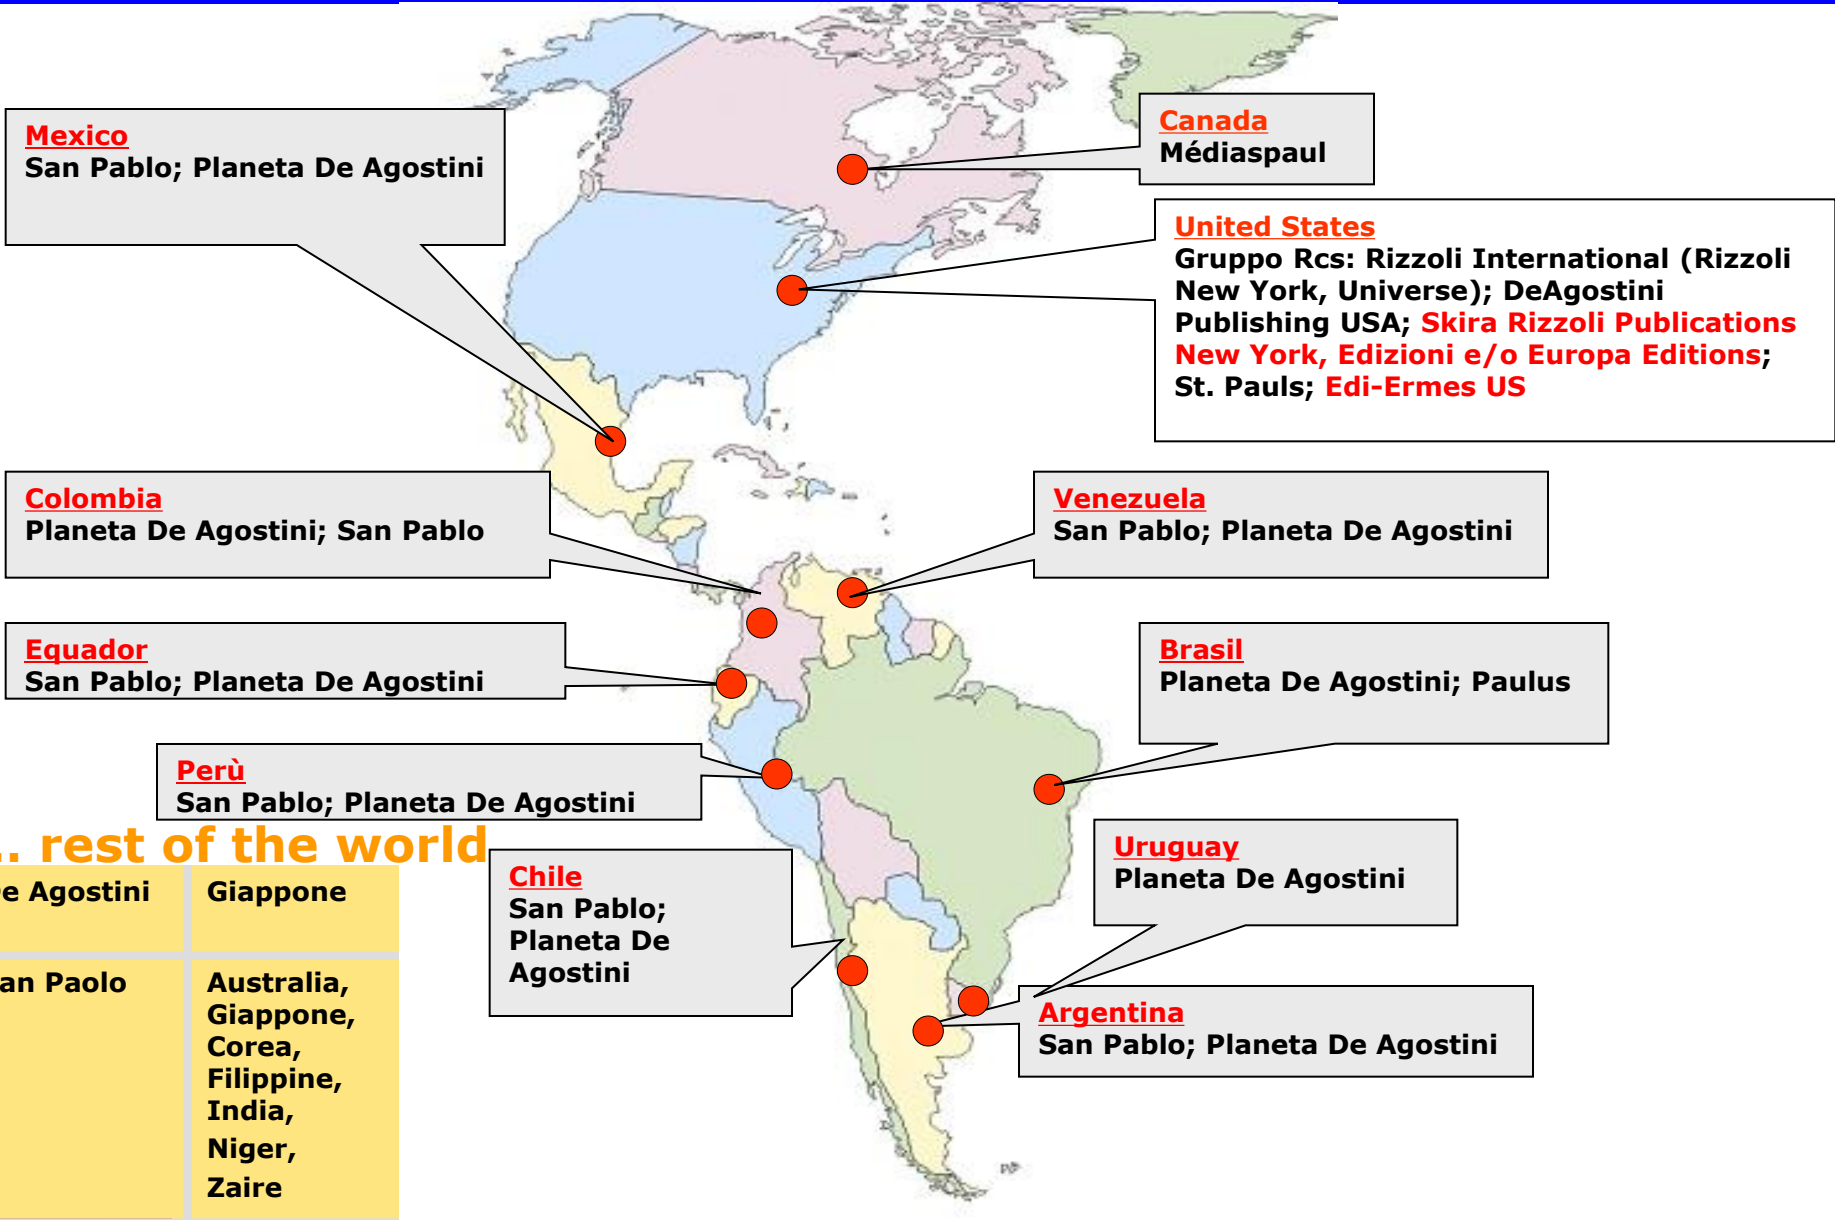 Mexico
San Pablo; Planeta De Agostini
Canada
Médiaspaul
United States
Gruppo Rcs: Rizzoli International (Rizzoli
New York, Universe); DeAgostini
Publishing USA; Skira Rizzoli Publications
New York, Edizioni e/o Europa Editions;
St. Pauls; Edi-Ermes US
Colombia
Planeta De Agostini; San Pablo
Venezuela
San Pablo; Planeta De Agostini
Equador
San Pablo; Planeta De Agostini
Brasil
Planeta De Agostini; Paulus
Perù
San Pablo; Planeta De Agostini
Uruguay
Planeta De Agostini
Chile
San Pablo;
Planeta De
Agostini
Argentina
San Pablo; Planeta De Agostini
.. rest of the world
e Agostini
Giappone
an Paolo
Australia,
Giappone,
Corea,
Filippine,
India,
Niger,
Zaire